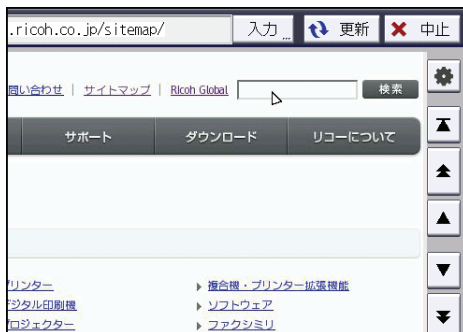 .ricoh.co.jp/sitemap/ 入力... 更新 中止
問い合わせ | サイトマップ | Ricoh Global 検索
サポート ダウンロード リコーについて
プリンター 複合機・プリンター拡張機能
デジタル印刷機 ソフトウェア
プロジェクター ファクシミリ